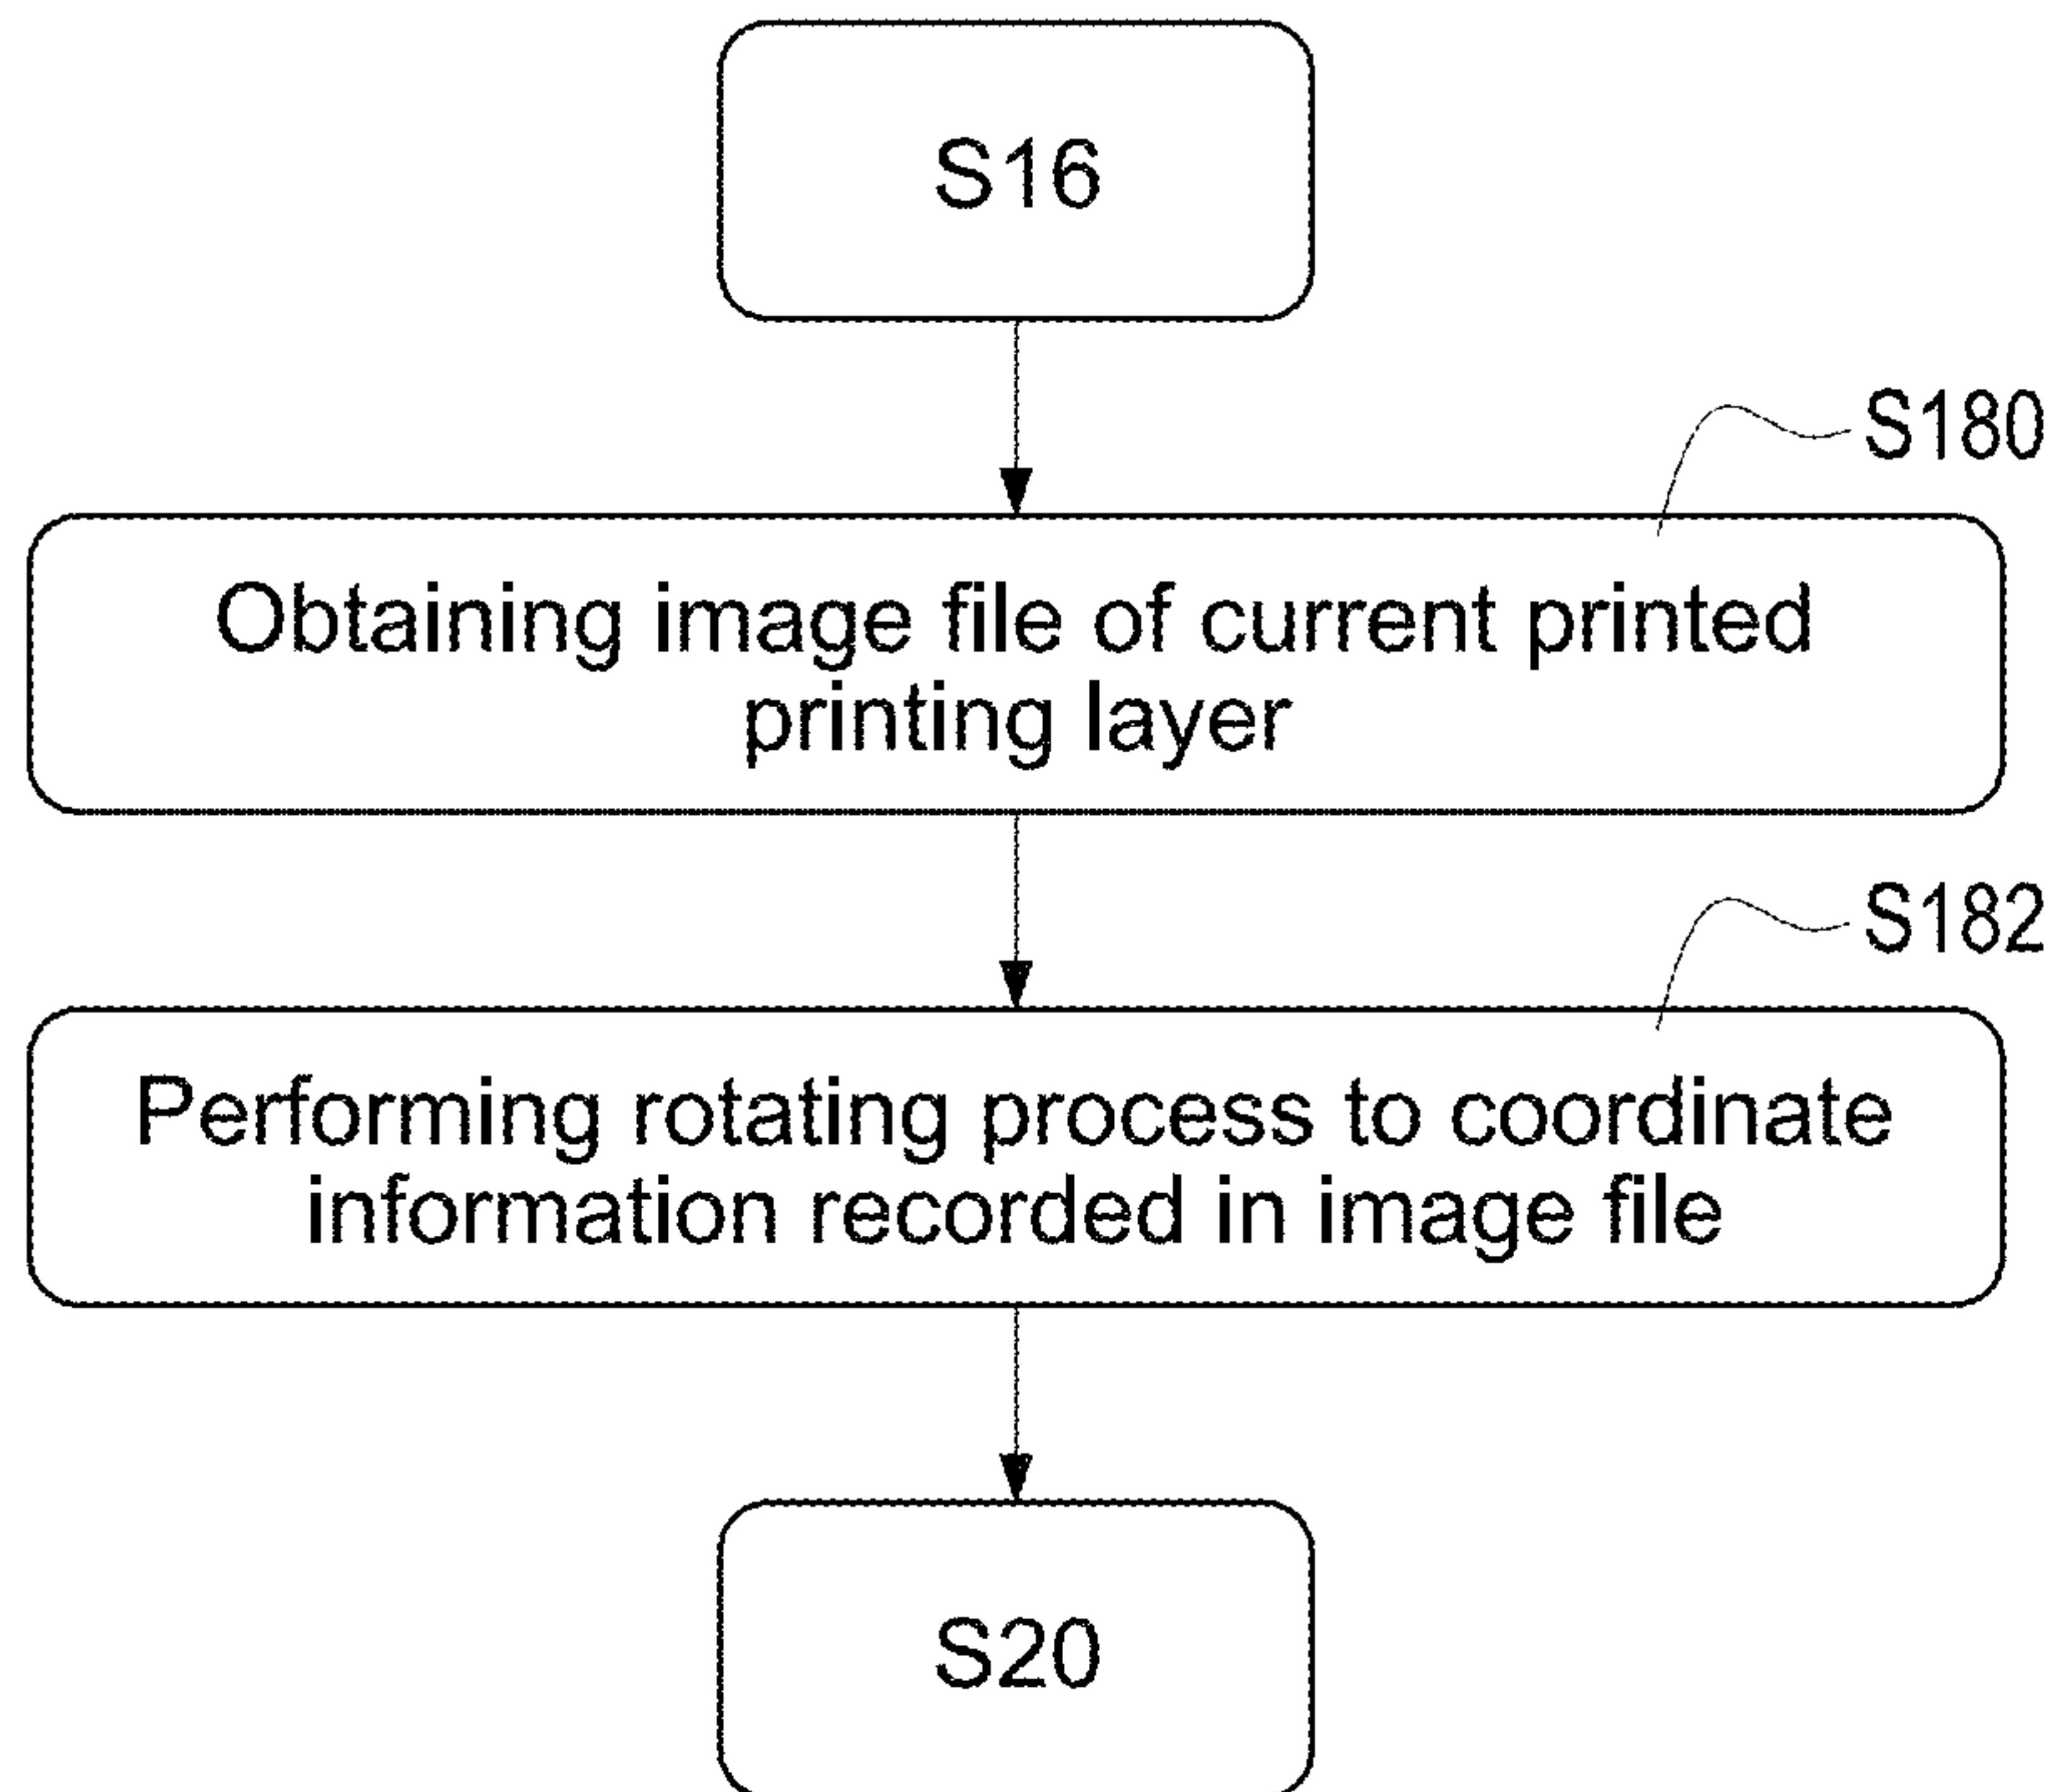 S16
S180
Obtaining image file of current printed
printing layer
S182
Performing rotating process to coordinate
information recorded in image file
S20